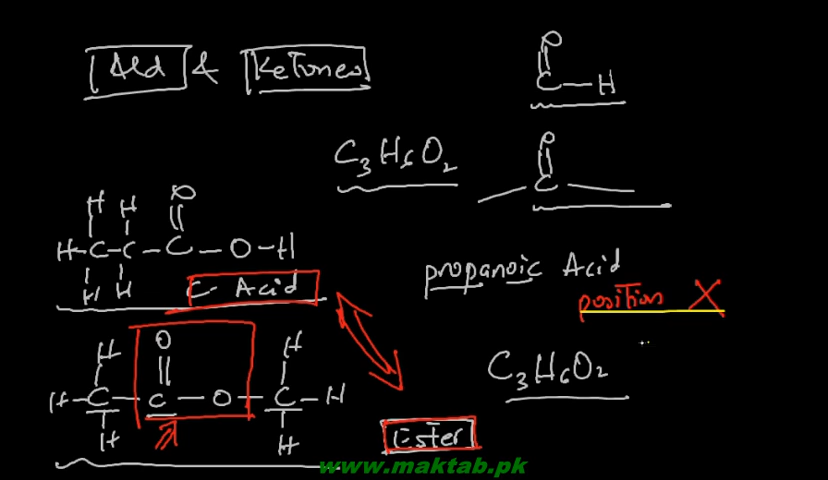 Ald & Ketones
O
||
C—H
C3H6O2
O
||
C
H H O
||
H-C-C-C-O-H
H H
C Acid
propanoic Acid
position X
H O H
||
H-C-C-O-C-H
H H
C3H6O2
Ester
www.maktab.pk